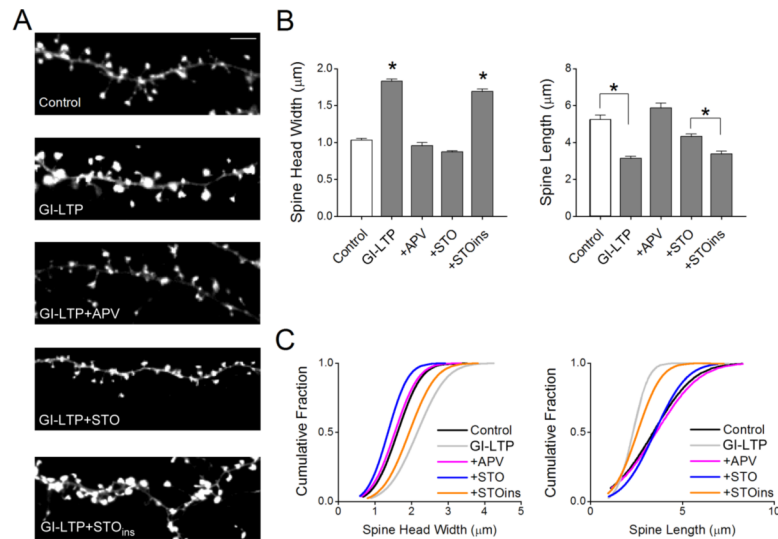 A
Control
GI-LTP
GI-LTP+APV
GI-LTP+STO
GI-LTP+STOins
B
Spine Head Width (μm)
2.0
1.5
1.0
0.5
0.0
*
*
Control
GI-LTP
+APV
+STO
+STOins
Spine Length (μm)
8
6
4
2
0
*
*
Control
GI-LTP
+APV
+STO
+STOins
C
Cumulative Fraction
1.0
0.5
0.0
Control
GI-LTP
+APV
+STO
+STOins
0 1 2 3 4 5
Spine Head Width (μm)
Cumulative Fraction
1.0
0.5
0.0
Control
GI-LTP
+APV
+STO
+STOins
0 5 10
Spine Length (μm)